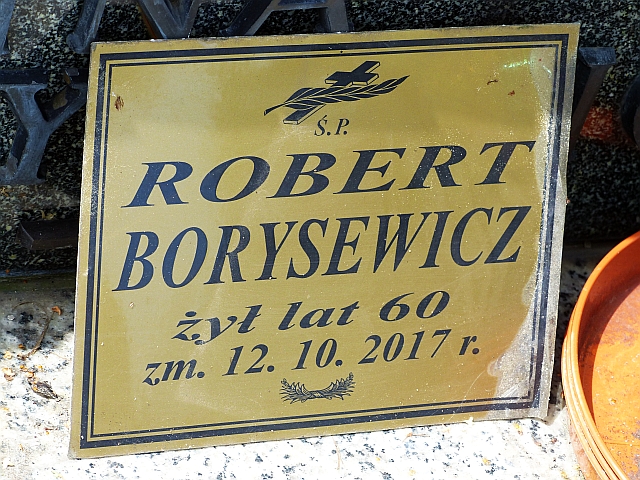 Ś.P.
ROBERT
BORYSEWICZ
żył lat 60
zm. 12. 10. 2017 r.